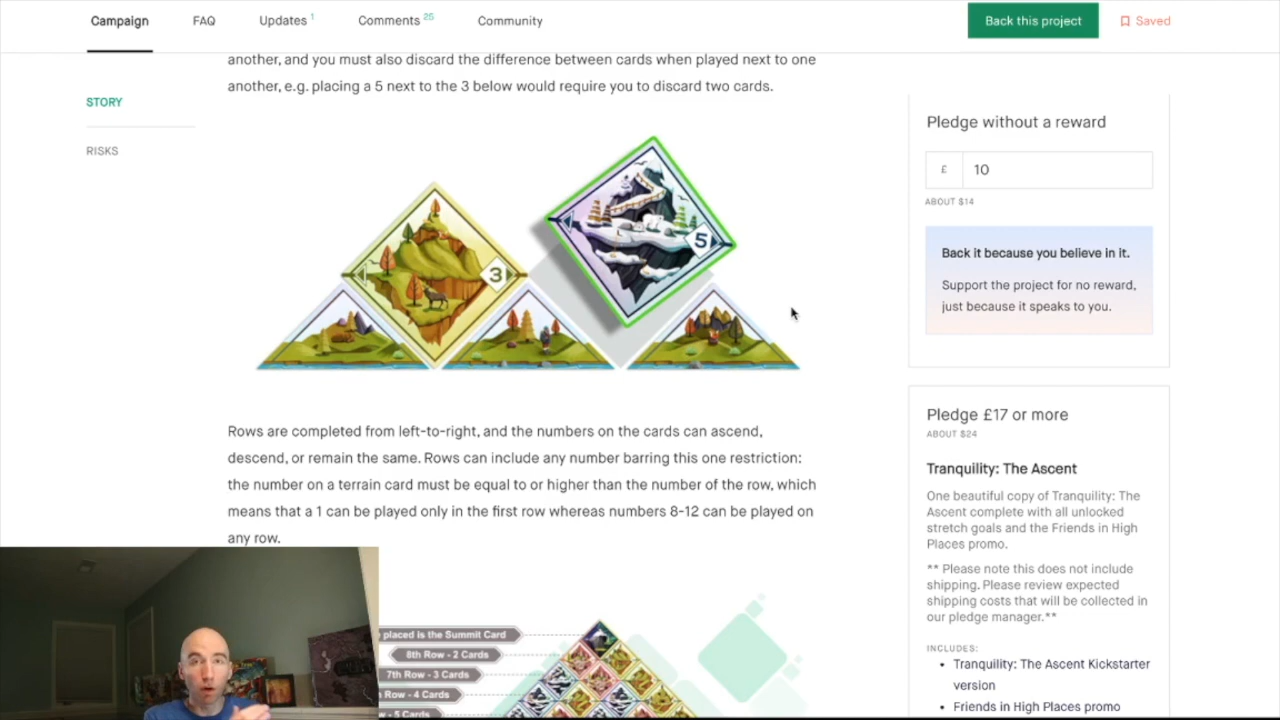 Campaign FAQ Updates 1 Comments 25 Community Back this project Saved
another, and you must also discard the difference between cards when played next to one
another, e.g. placing a 5 next to the 3 below would require you to discard two cards.
STORY
RISKS
3
5
Rows are completed from left-to-right, and the numbers on the cards can ascend,
descend, or remain the same. Rows can include any number barring this one restriction:
the number on a terrain card must be equal to or higher than the number of the row, which
means that a 1 can be played only in the first row whereas numbers 8-12 can be played on
any row.
placed is the Summit Card
8th Row - 2 Cards
7th Row - 3 Cards
Row - 4 Cards
- 5 Cards
Pledge without a reward
£ 10
ABOUT $14
Back it because you believe in it.
Support the project for no reward,
just because it speaks to you.
Pledge £17 or more
ABOUT $24
Tranquility: The Ascent
One beautiful copy of Tranquility: The
Ascent complete with all unlocked
stretch goals and the Friends in High
Places promo.
** Please note this does not include
shipping. Please review expected
shipping costs that will be collected in
our pledge manager.**
INCLUDES:
• Tranquility: The Ascent Kickstarter
version
• Friends in High Places promo